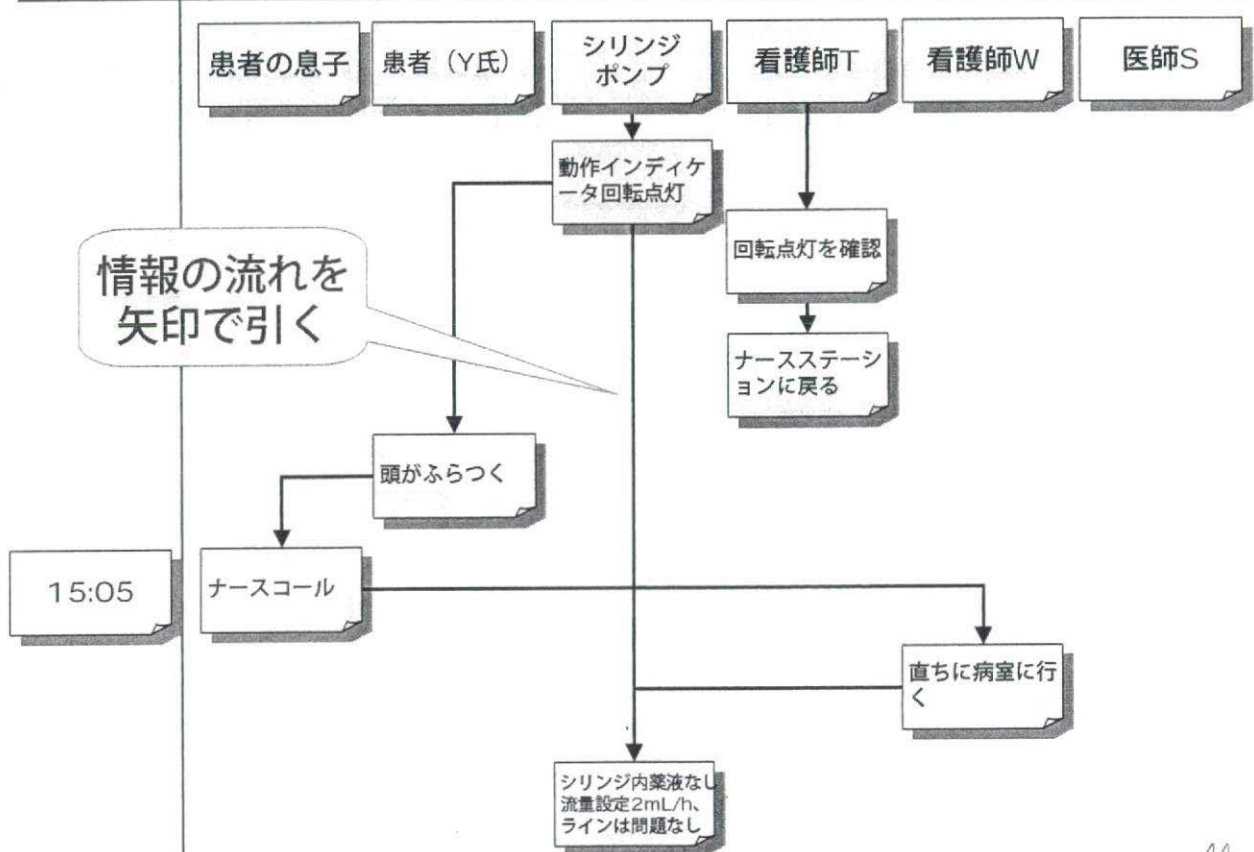 患者の息子
患者（Y氏）
シリンジ
ポンプ
看護師T
看護師W
医師S
動作インディケ
ータ回転点灯
回転点灯を確認
情報の流れを
矢印で引く
ナースステーシ
ョンに戻る
頭がふらつく
15:05
ナースコール
直ちに病室に行
く
シリンジ内薬液なし
流量設定2mL/h、
ラインは問題なし
44